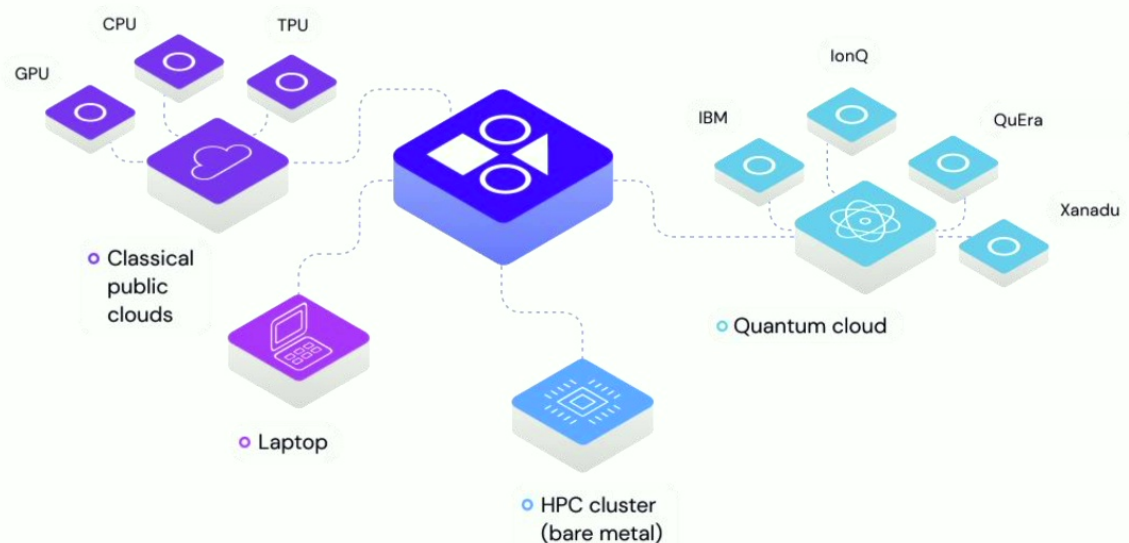 CPU
TPU
GPU
IonQ
IBM
QuEra
Xanadu
Classical
public
clouds
Quantum cloud
Laptop
HPC cluster
(bare metal)